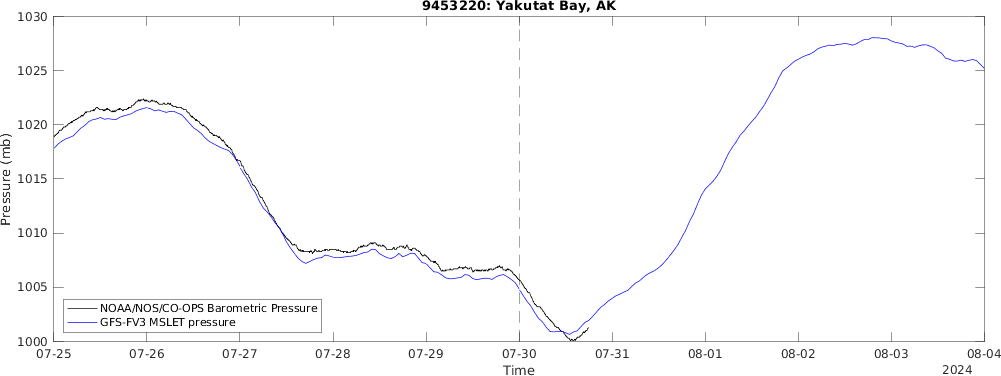 9453220: Yakutat Bay, AK
1030
1025
1020
1015
1010
1005
1000
Pressure (mb)
NOAA/NOS/CO-OPS Barometric Pressure
GFS-FV3 MSLET pressure
07-25 07-26 07-27 07-28 07-29 07-30 07-31 08-01 08-02 08-03 08-04
Time
2024